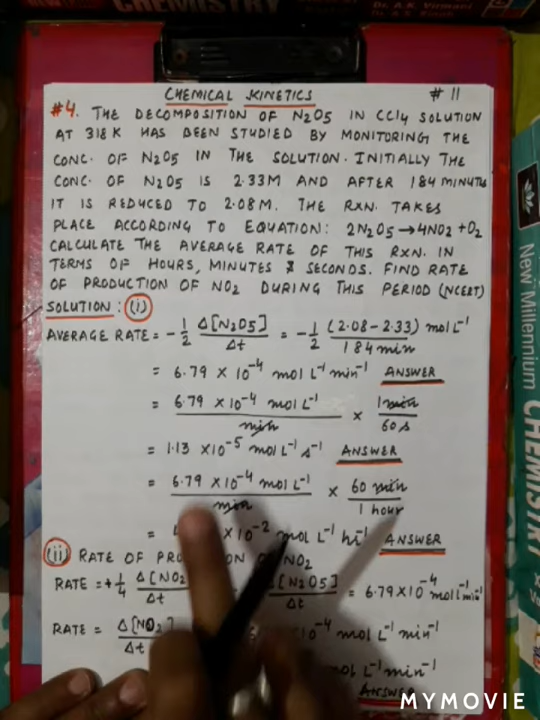 Dr. A.K. Virmani
CHEMICAL KINETICS # 11
#4. THE DECOMPOSITION OF N2O5 IN CCl4 SOLUTION
AT 318 K HAS BEEN STUDIED BY MONITORING THE
CONC. OF N2O5 IN THE SOLUTION. INITIALLY THE
CONC. OF N2O5 IS 2.33M AND AFTER 184 MINUTES
IT IS REDUCED TO 2.08M. THE RXN. TAKES
PLACE ACCORDING TO EQUATION: 2N2O5 → 4NO2 + O2
CALCULATE THE AVERAGE RATE OF THIS RXN. IN
TERMS OF HOURS, MINUTES & SECONDS. FIND RATE
OF PRODUCTION OF NO2 DURING THIS PERIOD (NCERT)
SOLUTION: (i)
AVERAGE RATE = - 1/2 Δ[N2O5]/Δt = - 1/2 (2.08 - 2.33) mol L⁻¹ / 184 min
= 6.79 × 10⁻⁴ mol L⁻¹ min⁻¹ ANSWER
= 6.79 × 10⁻⁴ mol L⁻¹ / min × 1 min / 60 s
= 1.13 × 10⁻⁵ mol L⁻¹ s⁻¹ ANSWER
= 6.79 × 10⁻⁴ mol L⁻¹ / min × 60 min / 1 hour
= × 10⁻² mol L⁻¹ hr⁻¹ ANSWER
(ii) RATE OF OF NO2
RATE = + 1/4 Δ[NO2]/Δt [N2O5]/Δt = 6.79 × 10⁻⁴ mol L⁻¹ min⁻¹
RATE = Δ[NO2]/Δt 10⁻⁴ mol L⁻¹ min⁻¹
mol L⁻¹ min⁻¹
ANSWER
New Millennium
CHEMISTRY
MYMOVIE